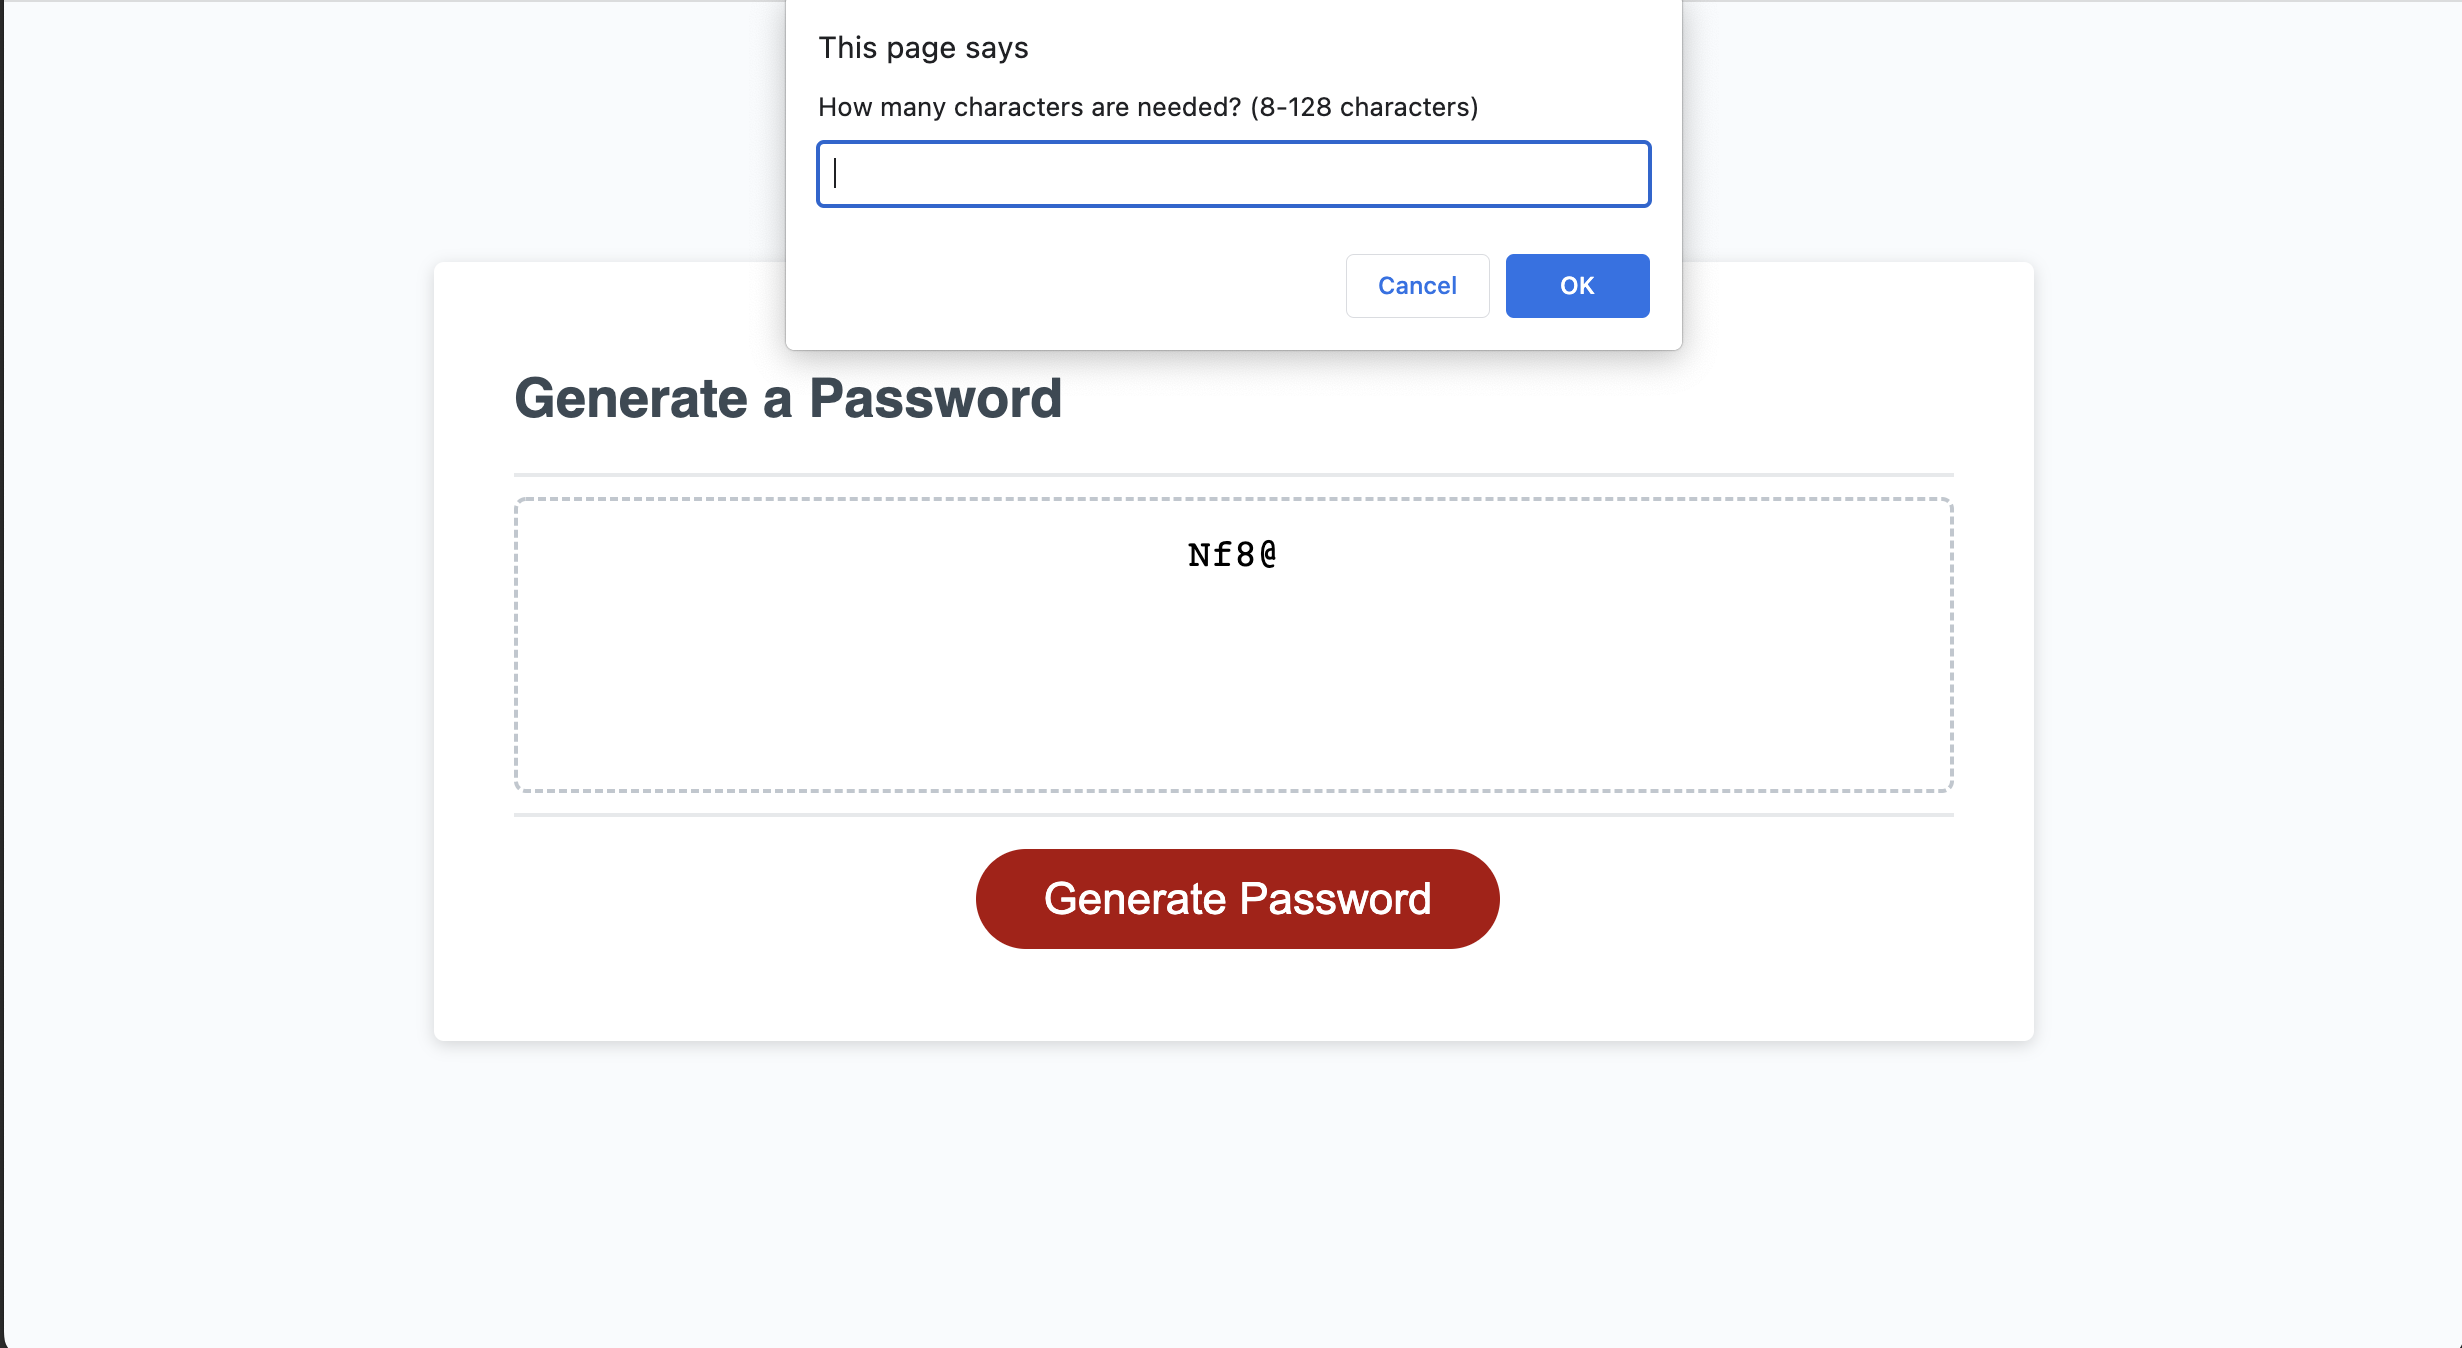 This page says
How many characters are needed? (8-128 characters)
Cancel OK
Generate a Password
Nf8@
Generate Password